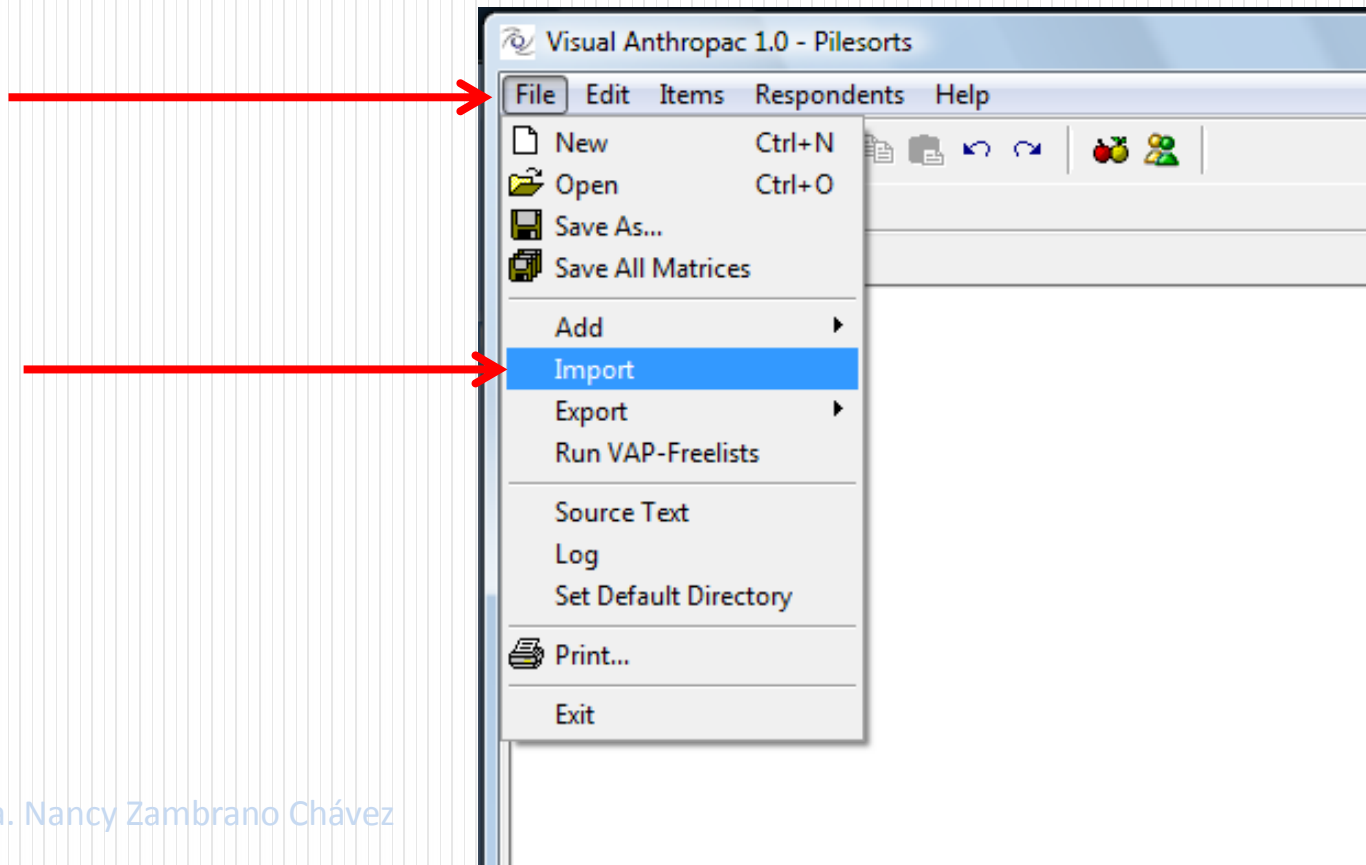 Visual Anthropac 1.0 - Pilesorts
File Edit Items Respondents Help
New Ctrl+N
Open Ctrl+O
Save As...
Save All Matrices
Add
Import
Export
Run VAP-Freelists
Source Text
Log
Set Default Directory
Print...
Exit
a. Nancy Zambrano Chávez